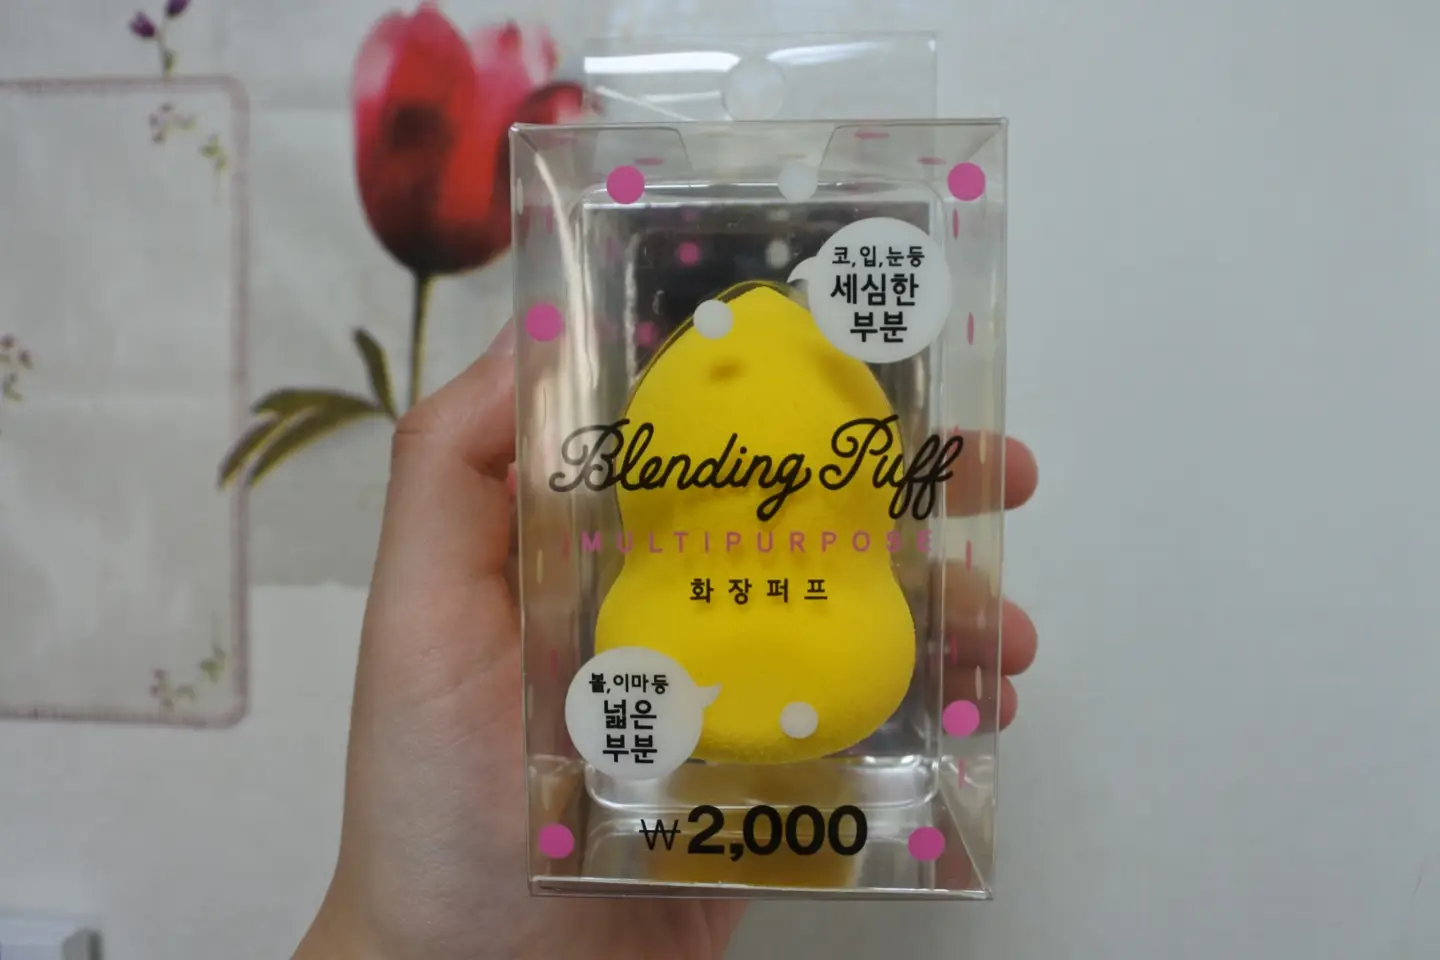 코,입,눈등
세심한
부분
Blending Puff
MULTIPURPOSE
화장퍼프
볼,이마등
넓은
부분
₩2,000